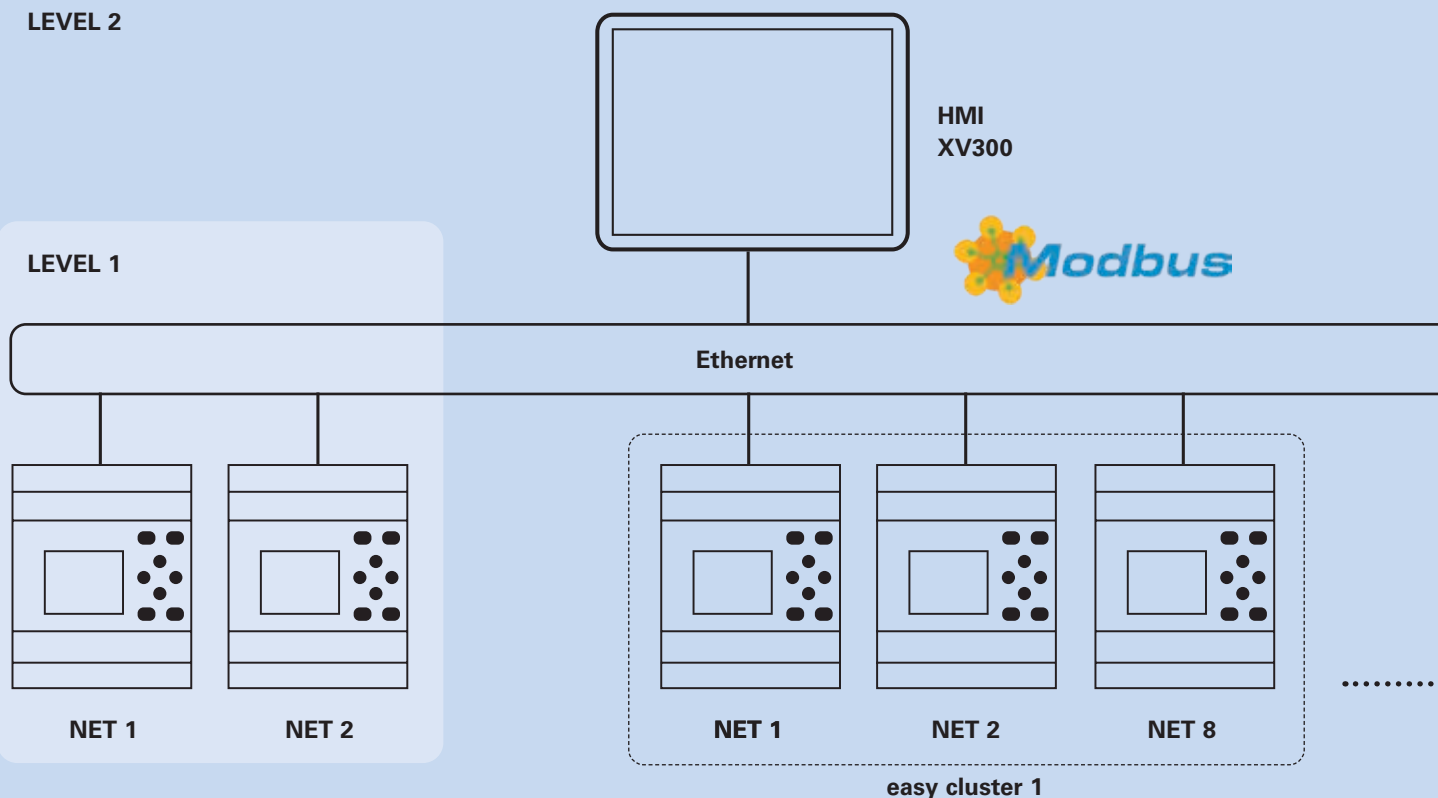 LEVEL 2
HMI
XV300
Modbus
LEVEL 1
Ethernet
NET 1
NET 2
NET 1
NET 2
NET 8
easy cluster 1